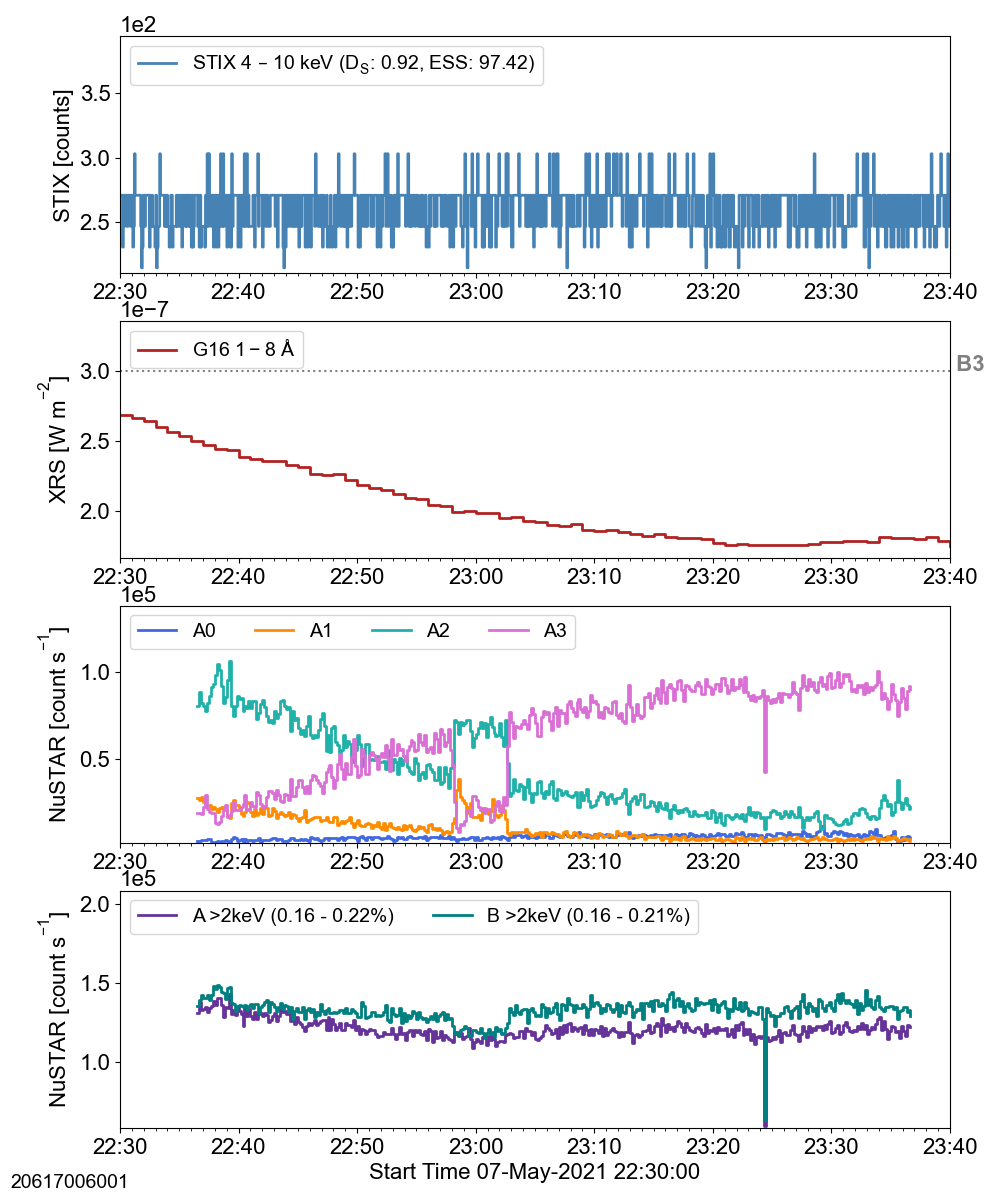 1e2
STIX 4 – 10 keV (DS: 0.92, ESS: 97.42)
STIX [counts]
3.5
3.0
2.5
22:30 22:40 22:50 23:00 23:10 23:20 23:30 23:40
1e−7
G16 1 – 8 Å
XRS [W m−2]
3.0
2.5
2.0
B3
22:30 22:40 22:50 23:00 23:10 23:20 23:30 23:40
1e5
A0 A1 A2 A3
NuSTAR [count s−1]
1.0
0.5
22:30 22:40 22:50 23:00 23:10 23:20 23:30 23:40
1e5
A >2keV (0.16 - 0.22%) B >2keV (0.16 - 0.21%)
NuSTAR [count s−1]
2.0
1.5
1.0
22:30 22:40 22:50 23:00 23:10 23:20 23:30 23:40
Start Time 07-May-2021 22:30:00
20617006001